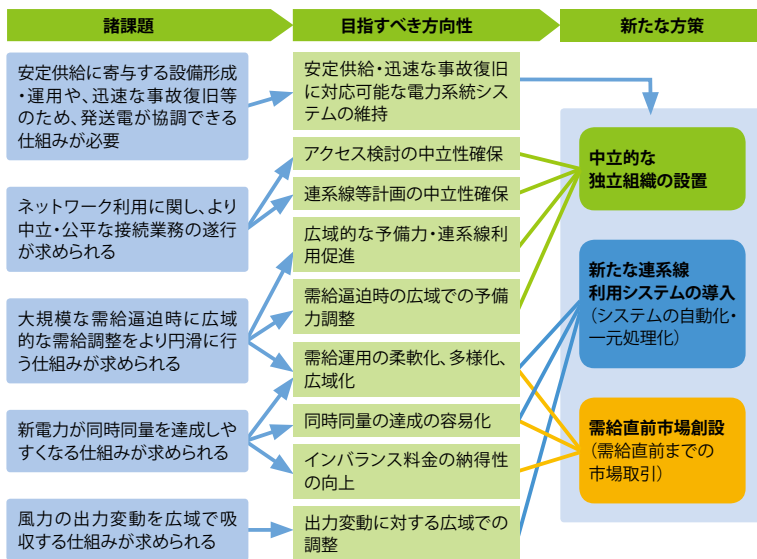 諸課題
目指すべき方向性
新たな方策
安定供給に寄与する設備形成
・運用や、迅速な事故復旧等
のため、発送電が協調できる
仕組みが必要
ネットワーク利用に関し、より
中立・公平な接続業務の遂行
が求められる
大規模な需給逼迫時に広域
的な需給調整をより円滑に行
う仕組みが求められる
新電力が同時同量を達成しや
すくなる仕組みが求められる
風力の出力変動を広域で吸
収する仕組みが求められる
安定供給・迅速な事故復旧
に対応可能な電力系統シス
テムの維持
アクセス検討の中立性確保
連系線等計画の中立性確保
広域的な予備力・連系線利
用促進
需給逼迫時の広域での予備
力調整
需給運用の柔軟化、多様化、
広域化
同時同量の達成の容易化
インバランス料金の納得性
の向上
出力変動に対する広域での
調整
中立的な
独立組織の設置
新たな連系線
利用システムの導入
(システムの自動化・
一元処理化)
需給直前市場創設
(需給直前までの
市場取引)